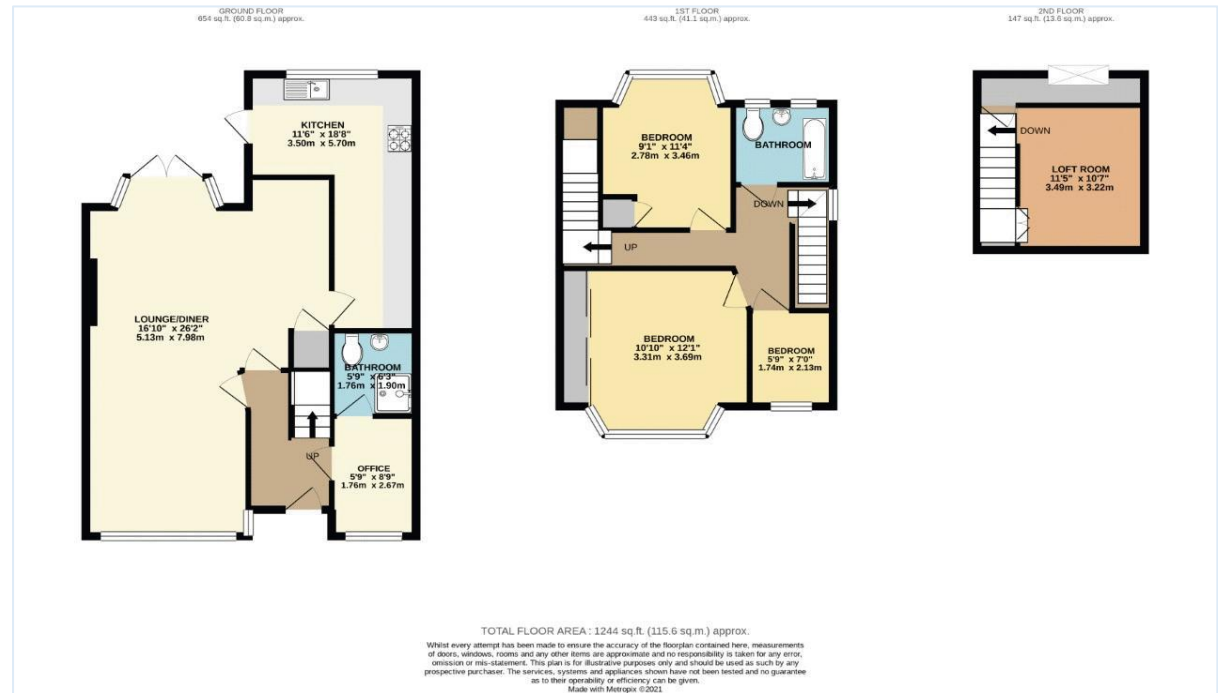 GROUND FLOOR
654 sq.ft. (60.8 sq.m.) approx.
KITCHEN
11'6" x 18'8"
3.50m x 5.70m
LOUNGE/DINER
16'10" x 26'2"
5.13m x 7.98m
BATHROOM
5'9" x 6'3"
1.76m x 1.90m
UP
OFFICE
5'9" x 8'9"
1.76m x 2.67m
1ST FLOOR
443 sq.ft. (41.1 sq.m.) approx.
BEDROOM
9'1" x 11'4"
2.78m x 3.46m
BATHROOM
DOWN
UP
BEDROOM
10'10" x 12'1"
3.31m x 3.69m
BEDROOM
5'9" x 7'0"
1.74m x 2.13m
2ND FLOOR
147 sq.ft. (13.6 sq.m.) approx.
DOWN
LOFT ROOM
11'5" x 10'7"
3.49m x 3.22m
TOTAL FLOOR AREA : 1244 sq.ft. (115.6 sq.m.) approx.
Whilst every attempt has been made to ensure the accuracy of the floorplan contained here, measurements
of doors, windows, rooms and any other items are approximate and no responsibility is taken for any error,
omission or mis-statement. This plan is for illustrative purposes only and should be used as such by any
prospective purchaser. The services, systems and appliances shown have not been tested and no guarantee
as to their operability or efficiency can be given.
Made with Metropix ©2021